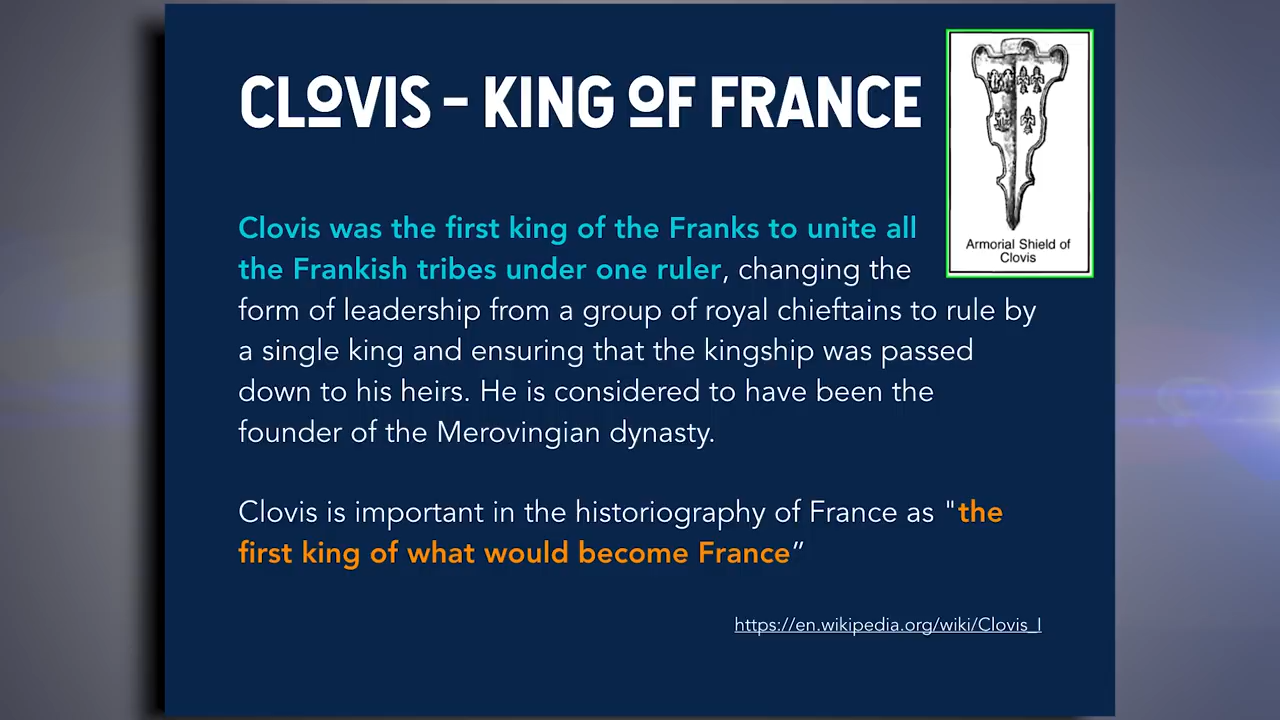 CLOVIS – KING OF FRANCE
Armorial Shield of
Clovis
Clovis was the first king of the Franks to unite all
the Frankish tribes under one ruler, changing the
form of leadership from a group of royal chieftains to rule by
a single king and ensuring that the kingship was passed
down to his heirs. He is considered to have been the
founder of the Merovingian dynasty.
Clovis is important in the historiography of France as "the
first king of what would become France”
https://en.wikipedia.org/wiki/Clovis_I